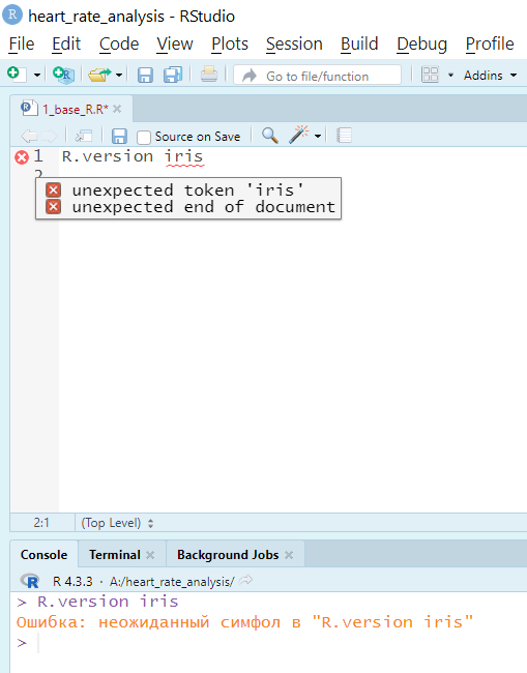 heart_rate_analysis - RStudio
File Edit Code View Plots Session Build Debug Profile
Go to file/function Addins
1_base_R.R*
Source on Save
1 R.version iris
2
unexpected token 'iris'
unexpected end of document
2:1 (Top Level)
Console Terminal Background Jobs
R 4.3.3 · A:/heart_rate_analysis/
> R.version iris
Ошибка: неожиданный симфол в "R.version iris"
>